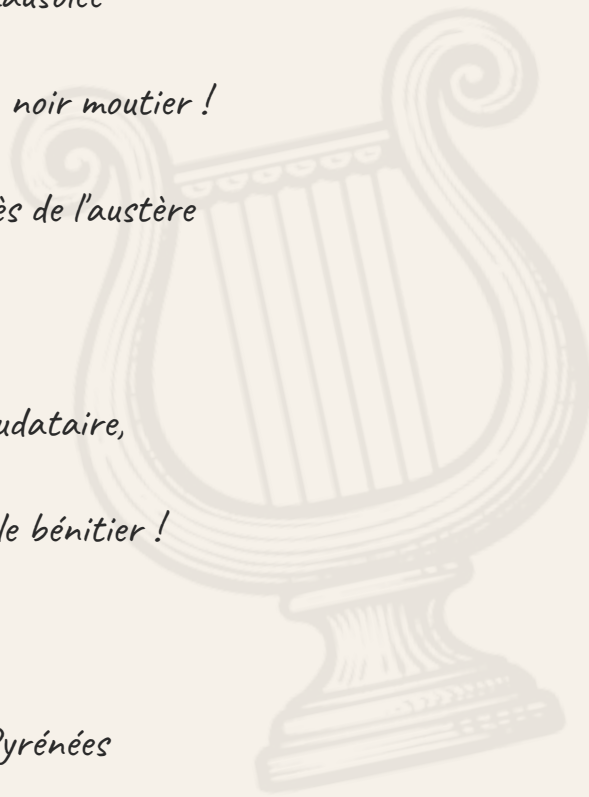 noir moutier !
ès de l'austère
udataire,
le bénitier !
Pyrénées